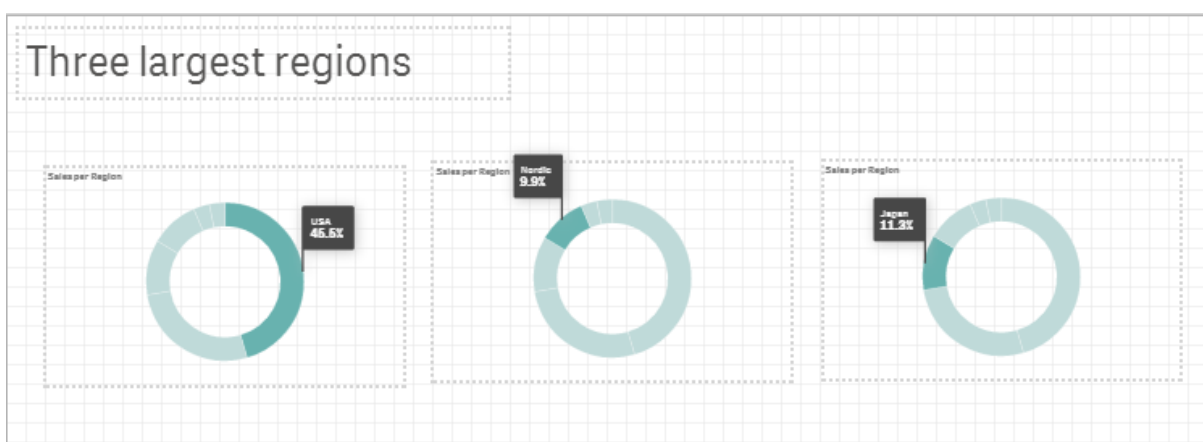 Three largest regions
Sales per Region
USA
45.5%
Sales per Region
Nordic
9.9%
Sales per Region
Japan
11.3%